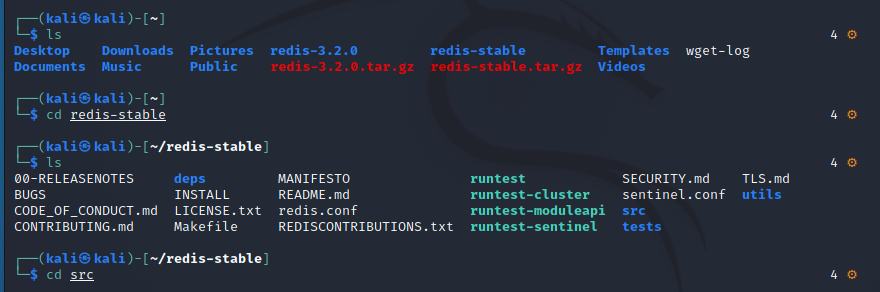 ┌──(kali㉿kali)-[~]
└─$ ls 4 ⚙
Desktop Downloads Pictures redis-3.2.0 redis-stable Templates wget-log
Documents Music Public redis-3.2.0.tar.gz redis-stable.tar.gz Videos
┌──(kali㉿kali)-[~]
└─$ cd redis-stable 4 ⚙
┌──(kali㉿kali)-[~/redis-stable]
└─$ ls 4 ⚙
00-RELEASENOTES deps MANIFESTO runtest SECURITY.md TLS.md
BUGS INSTALL README.md runtest-cluster sentinel.conf utils
CODE_OF_CONDUCT.md LICENSE.txt redis.conf runtest-moduleapi src
CONTRIBUTING.md Makefile REDISCONTRIBUTIONS.txt runtest-sentinel tests
┌──(kali㉿kali)-[~/redis-stable]
└─$ cd src 4 ⚙